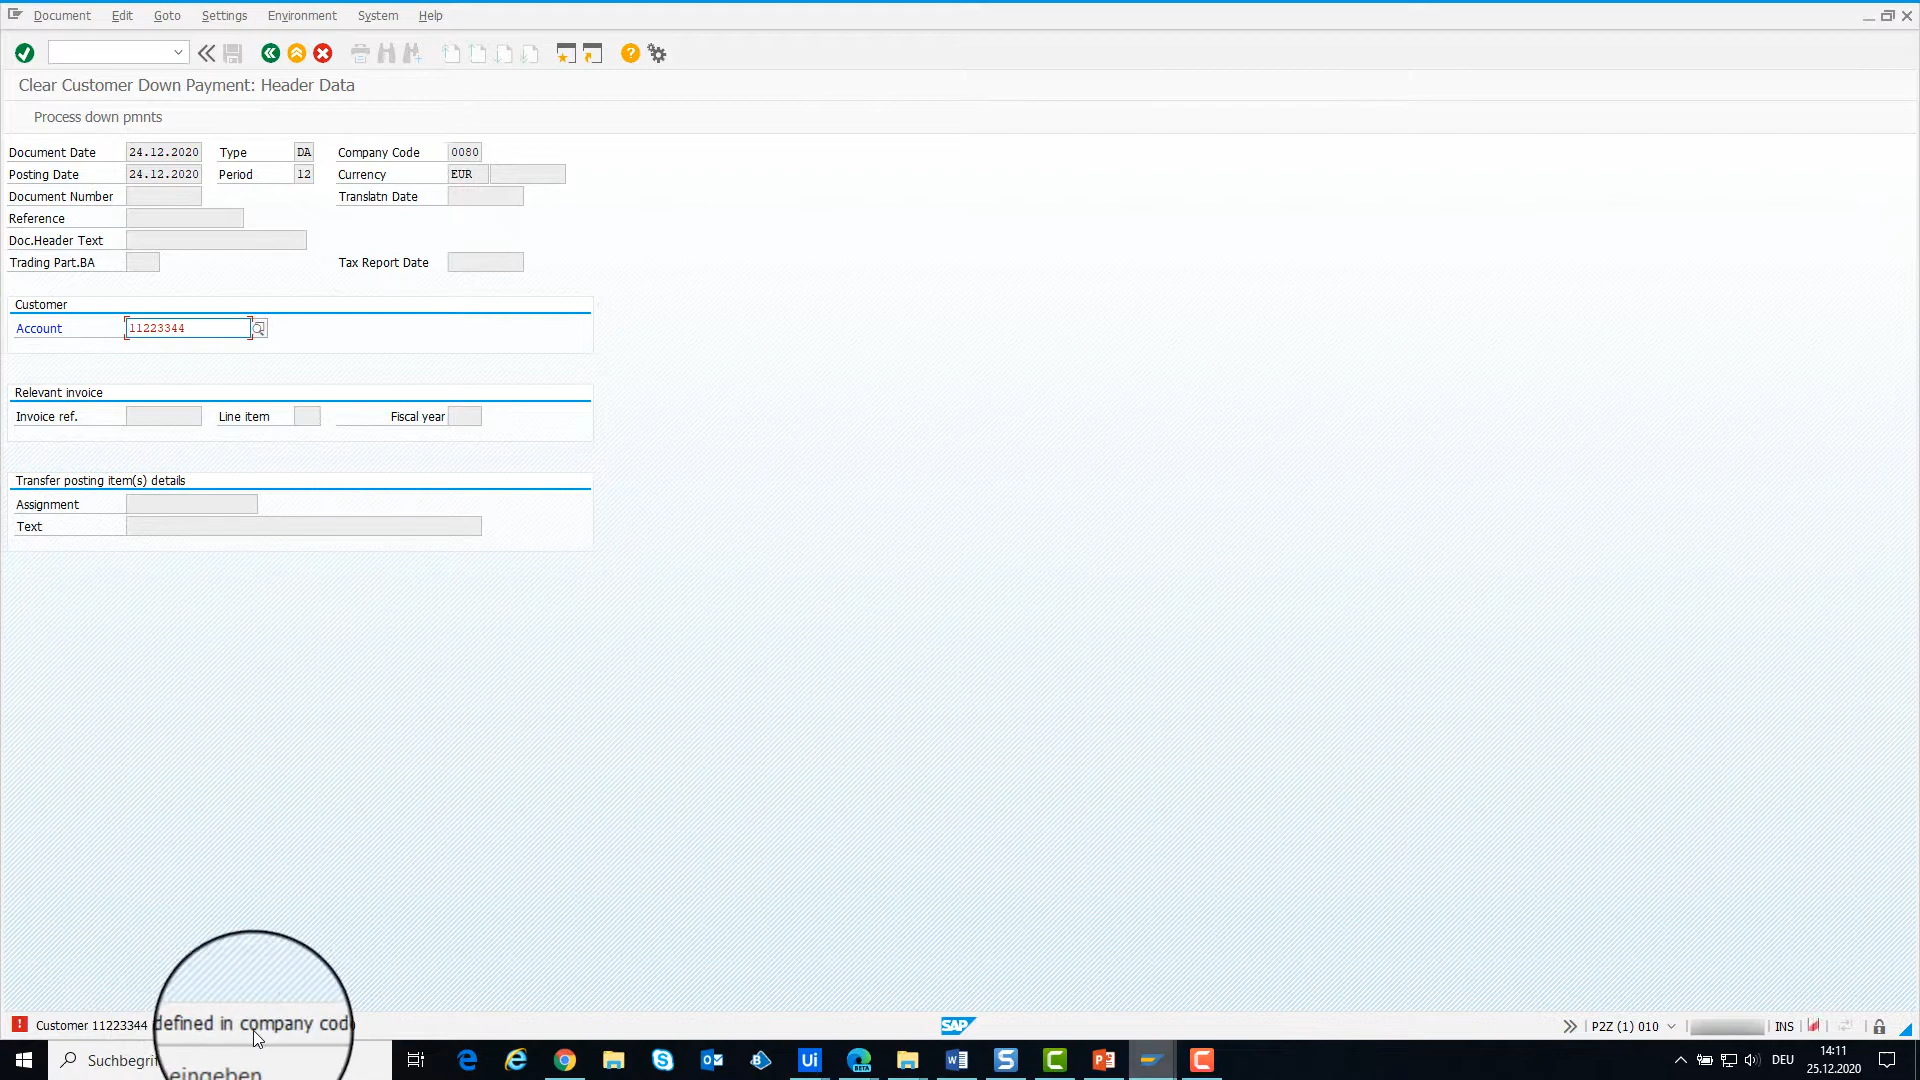 Document Edit Goto Settings Environment System Help
Clear Customer Down Payment: Header Data
Process down pmnts
Document Date 24.12.2020 Type DA Company Code 0080
Posting Date 24.12.2020 Period 12 Currency EUR
Document Number Translatn Date
Reference
Doc.Header Text
Trading Part.BA Tax Report Date
Customer
Account 11223344
Relevant invoice
Invoice ref. Line item Fiscal year
Transfer posting item(s) details
Assignment
Text
Customer 11223344 defined in company cod
SAP P2Z (1) 010 INS
Suchbegri eingeben
Ui BETA DEU 14:11
25.12.2020